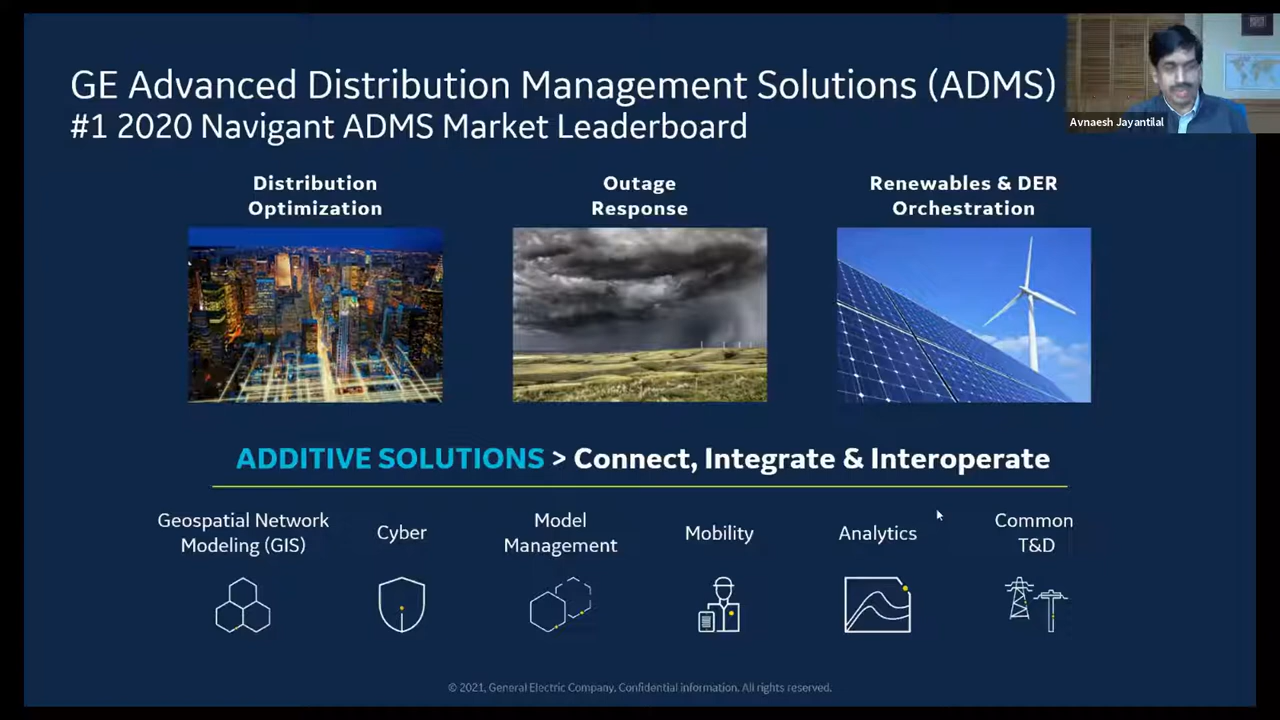 GE Advanced Distribution Management Solutions (ADMS)
#1 2020 Navigant ADMS Market Leaderboard
Avnaesh Jayantilal
Distribution
Optimization
Outage
Response
Renewables & DER
Orchestration
ADDITIVE SOLUTIONS > Connect, Integrate & Interoperate
Geospatial Network
Modeling (GIS)
Cyber
Model
Management
Mobility
Analytics
Common
T&D
© 2021, General Electric Company, Confidential information. All rights reserved.